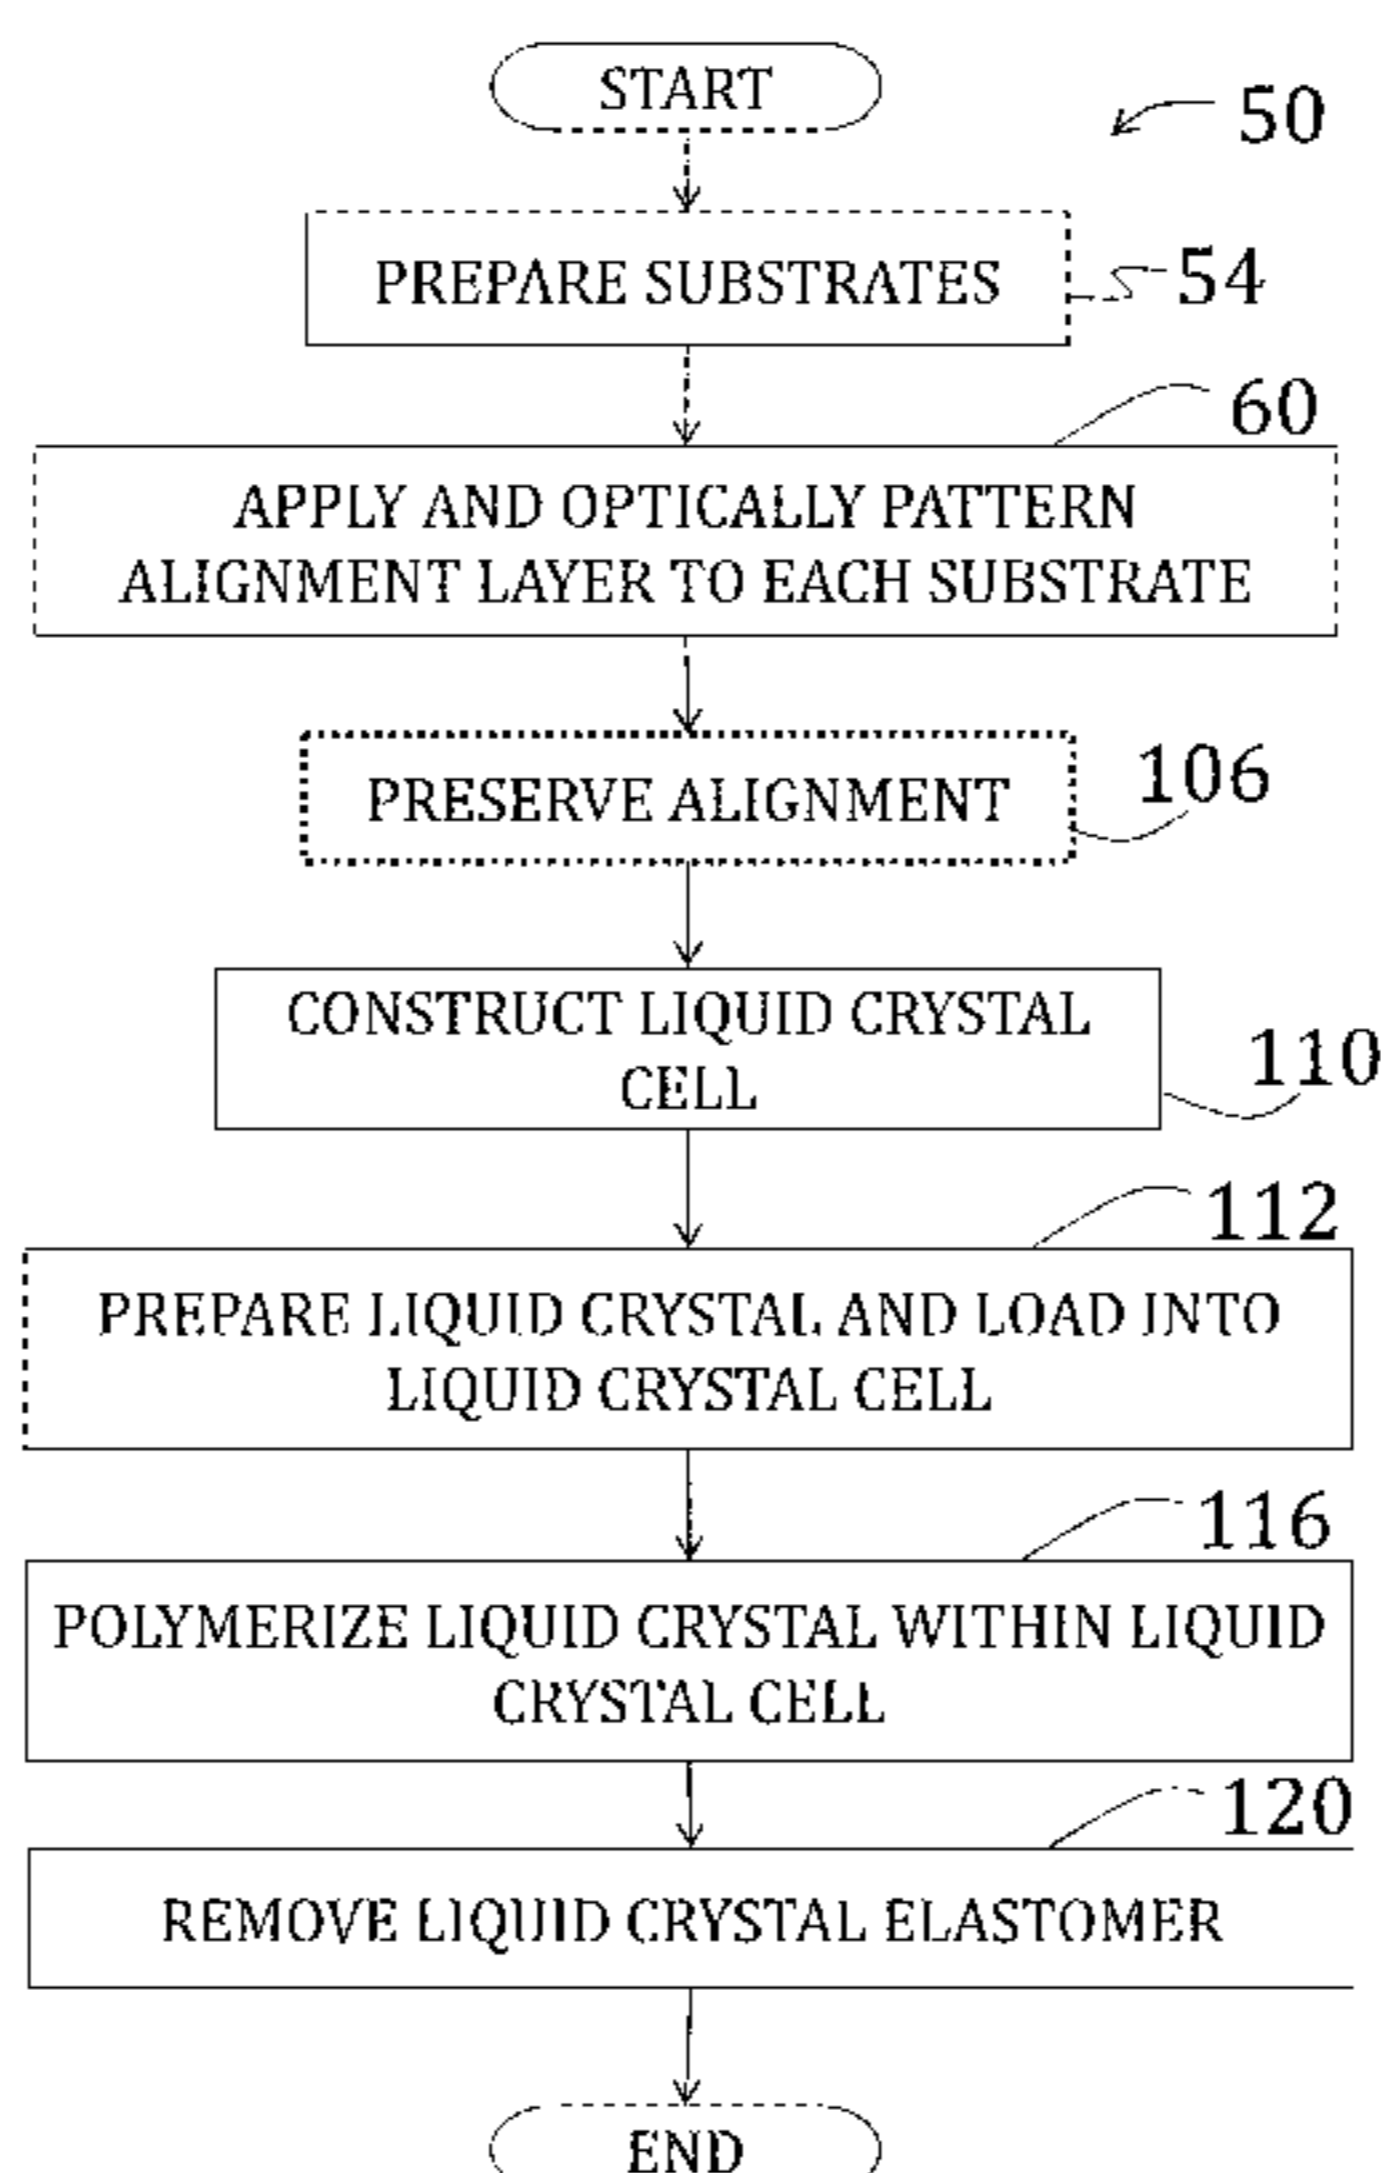 START
50
PREPARE SUBSTRATES
54
60
APPLY AND OPTICALLY PATTERN
ALIGNMENT LAYER TO EACH SUBSTRATE
PRESERVE ALIGNMENT
106
CONSTRUCT LIQUID CRYSTAL
CELL
110
112
PREPARE LIQUID CRYSTAL AND LOAD INTO
LIQUID CRYSTAL CELL
116
POLYMERIZE LIQUID CRYSTAL WITHIN LIQUID
CRYSTAL CELL
120
REMOVE LIQUID CRYSTAL ELASTOMER
END